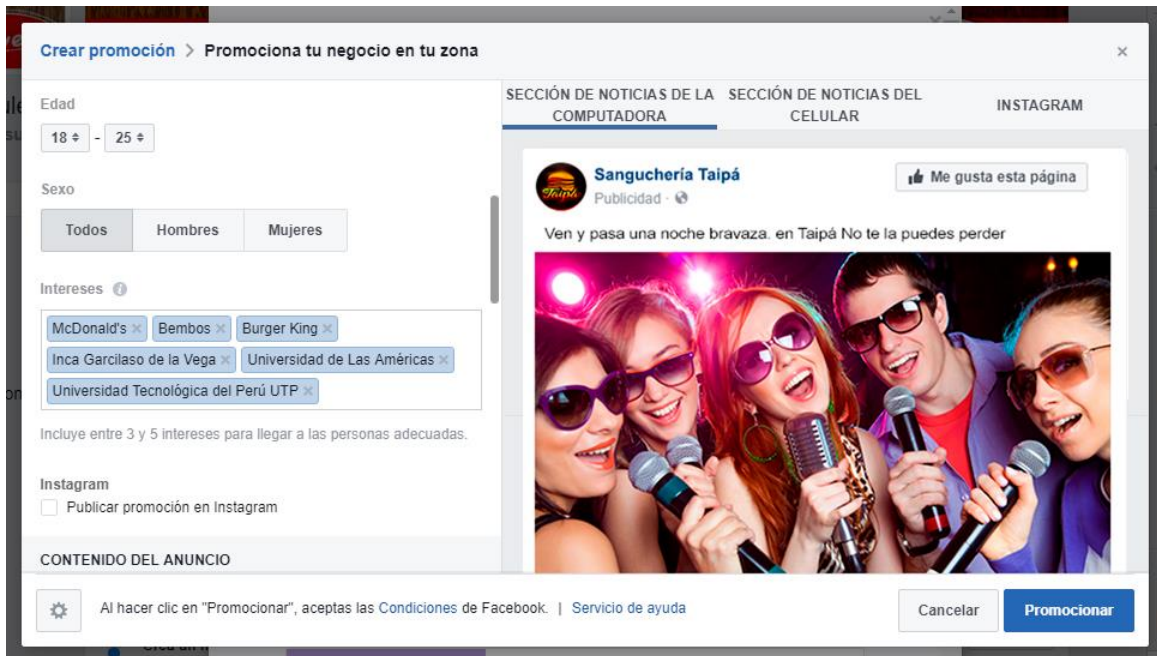 Crear promoción > Promociona tu negocio en tu zona
Edad
18 - 25
Sexo
Todos Hombres Mujeres
Intereses
McDonald's Bembos Burger King
Inca Garcilaso de la Vega Universidad de Las Américas
Universidad Tecnológica del Perú UTP
Incluye entre 3 y 5 intereses para llegar a las personas adecuadas.
Instagram
Publicar promoción en Instagram
CONTENIDO DEL ANUNCIO
SECCIÓN DE NOTICIAS DE LA COMPUTADORA
SECCIÓN DE NOTICIAS DEL CELULAR
INSTAGRAM
Taipá
Sanguchería Taipá
Publicidad ·
Me gusta esta página
Ven y pasa una noche bravaza. en Taipá No te la puedes perder
Al hacer clic en "Promocionar", aceptas las Condiciones de Facebook. | Servicio de ayuda
Cancelar
Promocionar